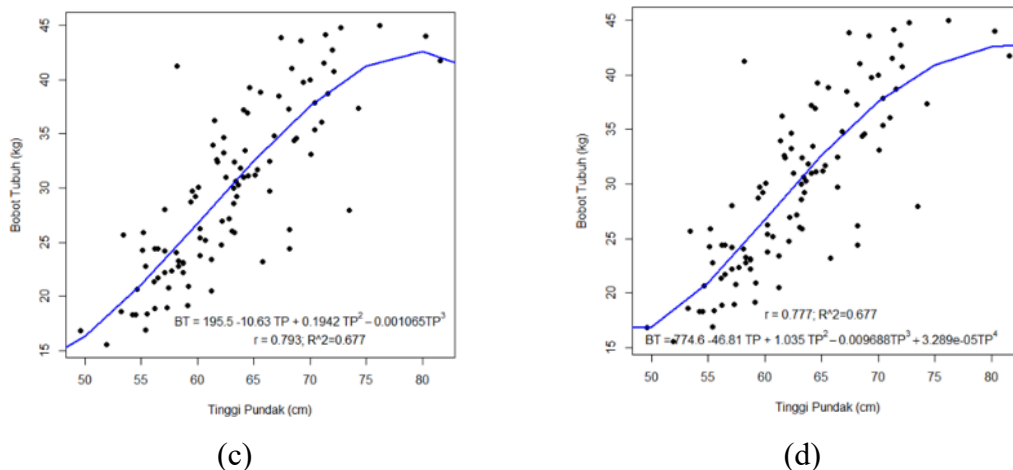 45
40
35
30
25
20
15
Bobot Tubuh (kg)
BT = 195.5 -10.63 TP + 0.1942 TP² − 0.001065TP³
r = 0.793; R^2=0.677
50 55 60 65 70 75 80
Tinggi Pundak (cm)
(c)
45
40
35
30
25
20
15
Bobot Tubuh (kg)
r = 0.777; R^2=0.677
BT = 774.6 -46.81 TP + 1.035 TP² − 0.009688TP³ + 3.289e-05TP⁴
50 55 60 65 70 75 80
Tinggi Pundak (cm)
(d)